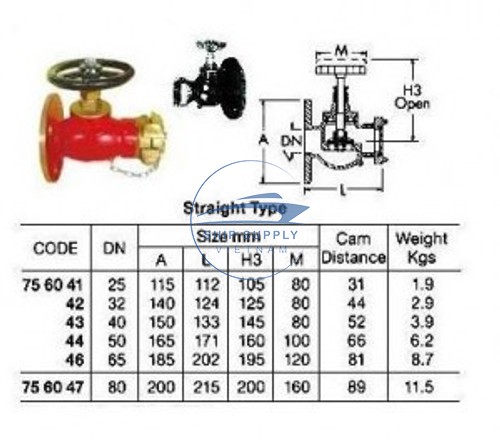 M
H3
Open
A
DN
L
SHIP SUPPLY
VIETNAM
Straight Type
CODE DN Size mm Cam Distance Weight Kgs
A L H3 M
75 60 41 25 115 112 105 80 31 1.9
42 32 140 124 125 80 44 2.9
43 40 150 133 145 80 52 3.9
44 50 165 171 160 100 66 6.2
46 65 185 202 195 120 81 8.7
75 60 47 80 200 215 200 160 89 11.5